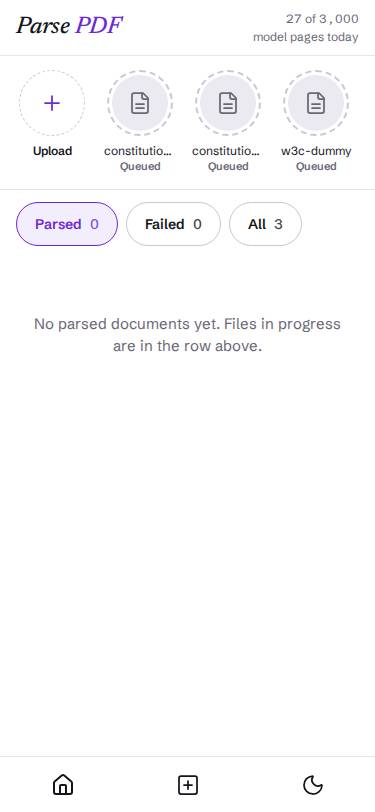 Parse PDF
27 of 3,000
model pages today
Upload
constitutio…
Queued
constitutio…
Queued
w3c-dummy
Queued
Parsed 0
Failed 0
All 3
No parsed documents yet. Files in progress
are in the row above.